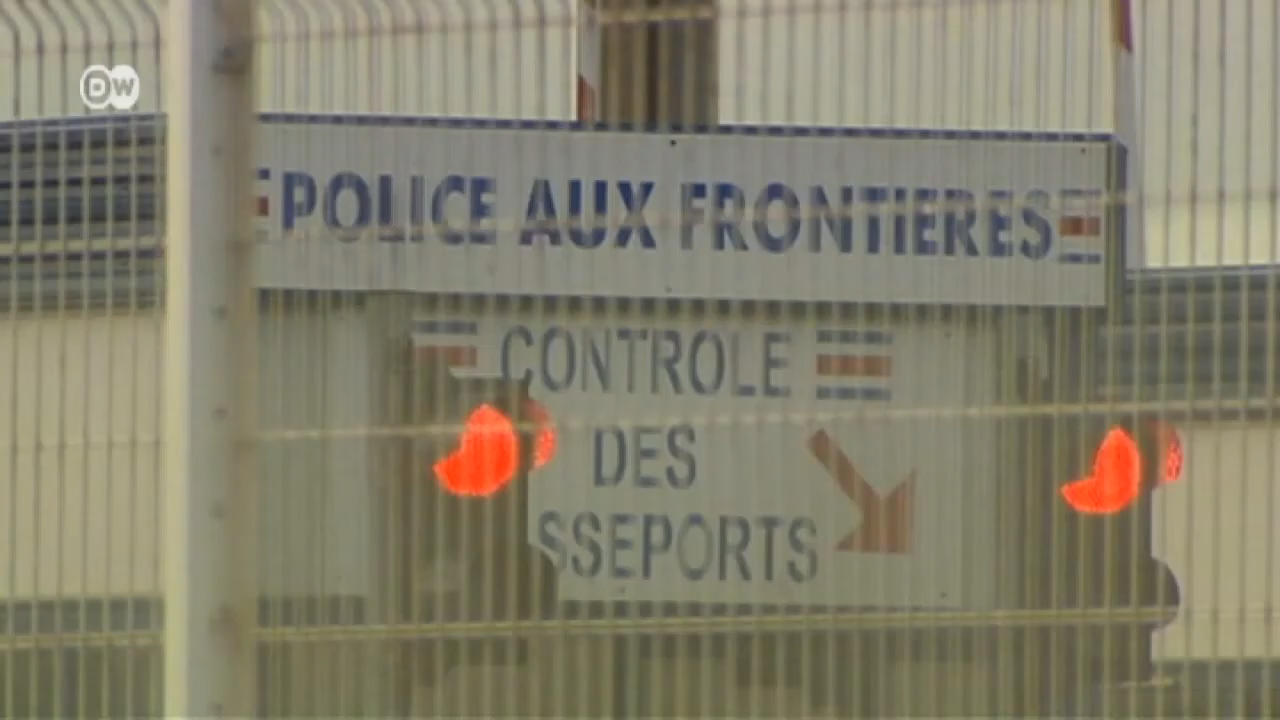 DW
POLICE AUX FRONTIERES
CONTROLE
DES
SSEPORTS